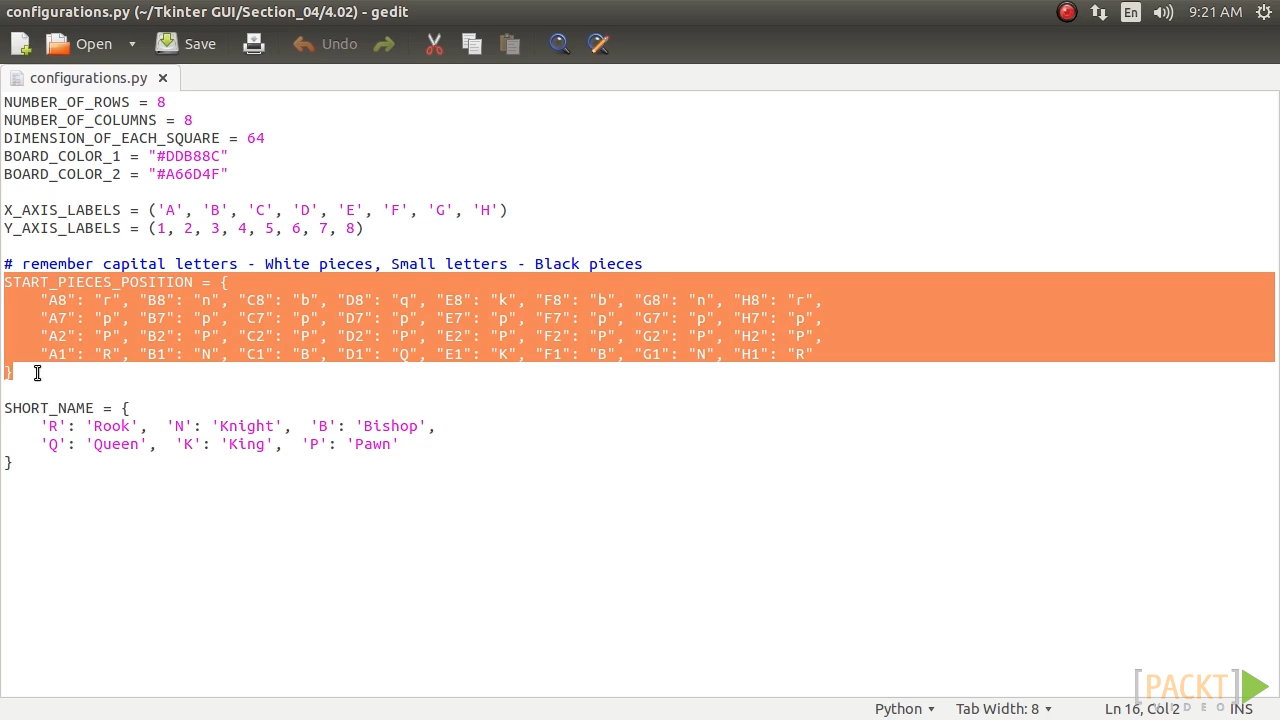 configurations.py (~/Tkinter GUI/Section_04/4.02) - gedit
En
9:21 AM
Open
Save
Undo
configurations.py
NUMBER_OF_ROWS = 8
NUMBER_OF_COLUMNS = 8
DIMENSION_OF_EACH_SQUARE = 64
BOARD_COLOR_1 = "#DDB88C"
BOARD_COLOR_2 = "#A66D4F"
X_AXIS_LABELS = ('A', 'B', 'C', 'D', 'E', 'F', 'G', 'H')
Y_AXIS_LABELS = (1, 2, 3, 4, 5, 6, 7, 8)
# remember capital letters - White pieces, Small letters - Black pieces
START_PIECES_POSITION = {
"A8": "r", "B8": "n", "C8": "b", "D8": "q", "E8": "k", "F8": "b", "G8": "n", "H8": "r",
"A7": "p", "B7": "p", "C7": "p", "D7": "p", "E7": "p", "F7": "p", "G7": "p", "H7": "p",
"A2": "P", "B2": "P", "C2": "P", "D2": "P", "E2": "P", "F2": "P", "G2": "P", "H2": "P",
"A1": "R", "B1": "N", "C1": "B", "D1": "Q", "E1": "K", "F1": "B", "G1": "N", "H1": "R"
}
SHORT_NAME = {
'R': 'Rook', 'N': 'Knight', 'B': 'Bishop',
'Q': 'Queen', 'K': 'King', 'P': 'Pawn'
}
[PACKT]
VIDEO
Python
Tab Width: 8
Ln 16, Col 2
INS